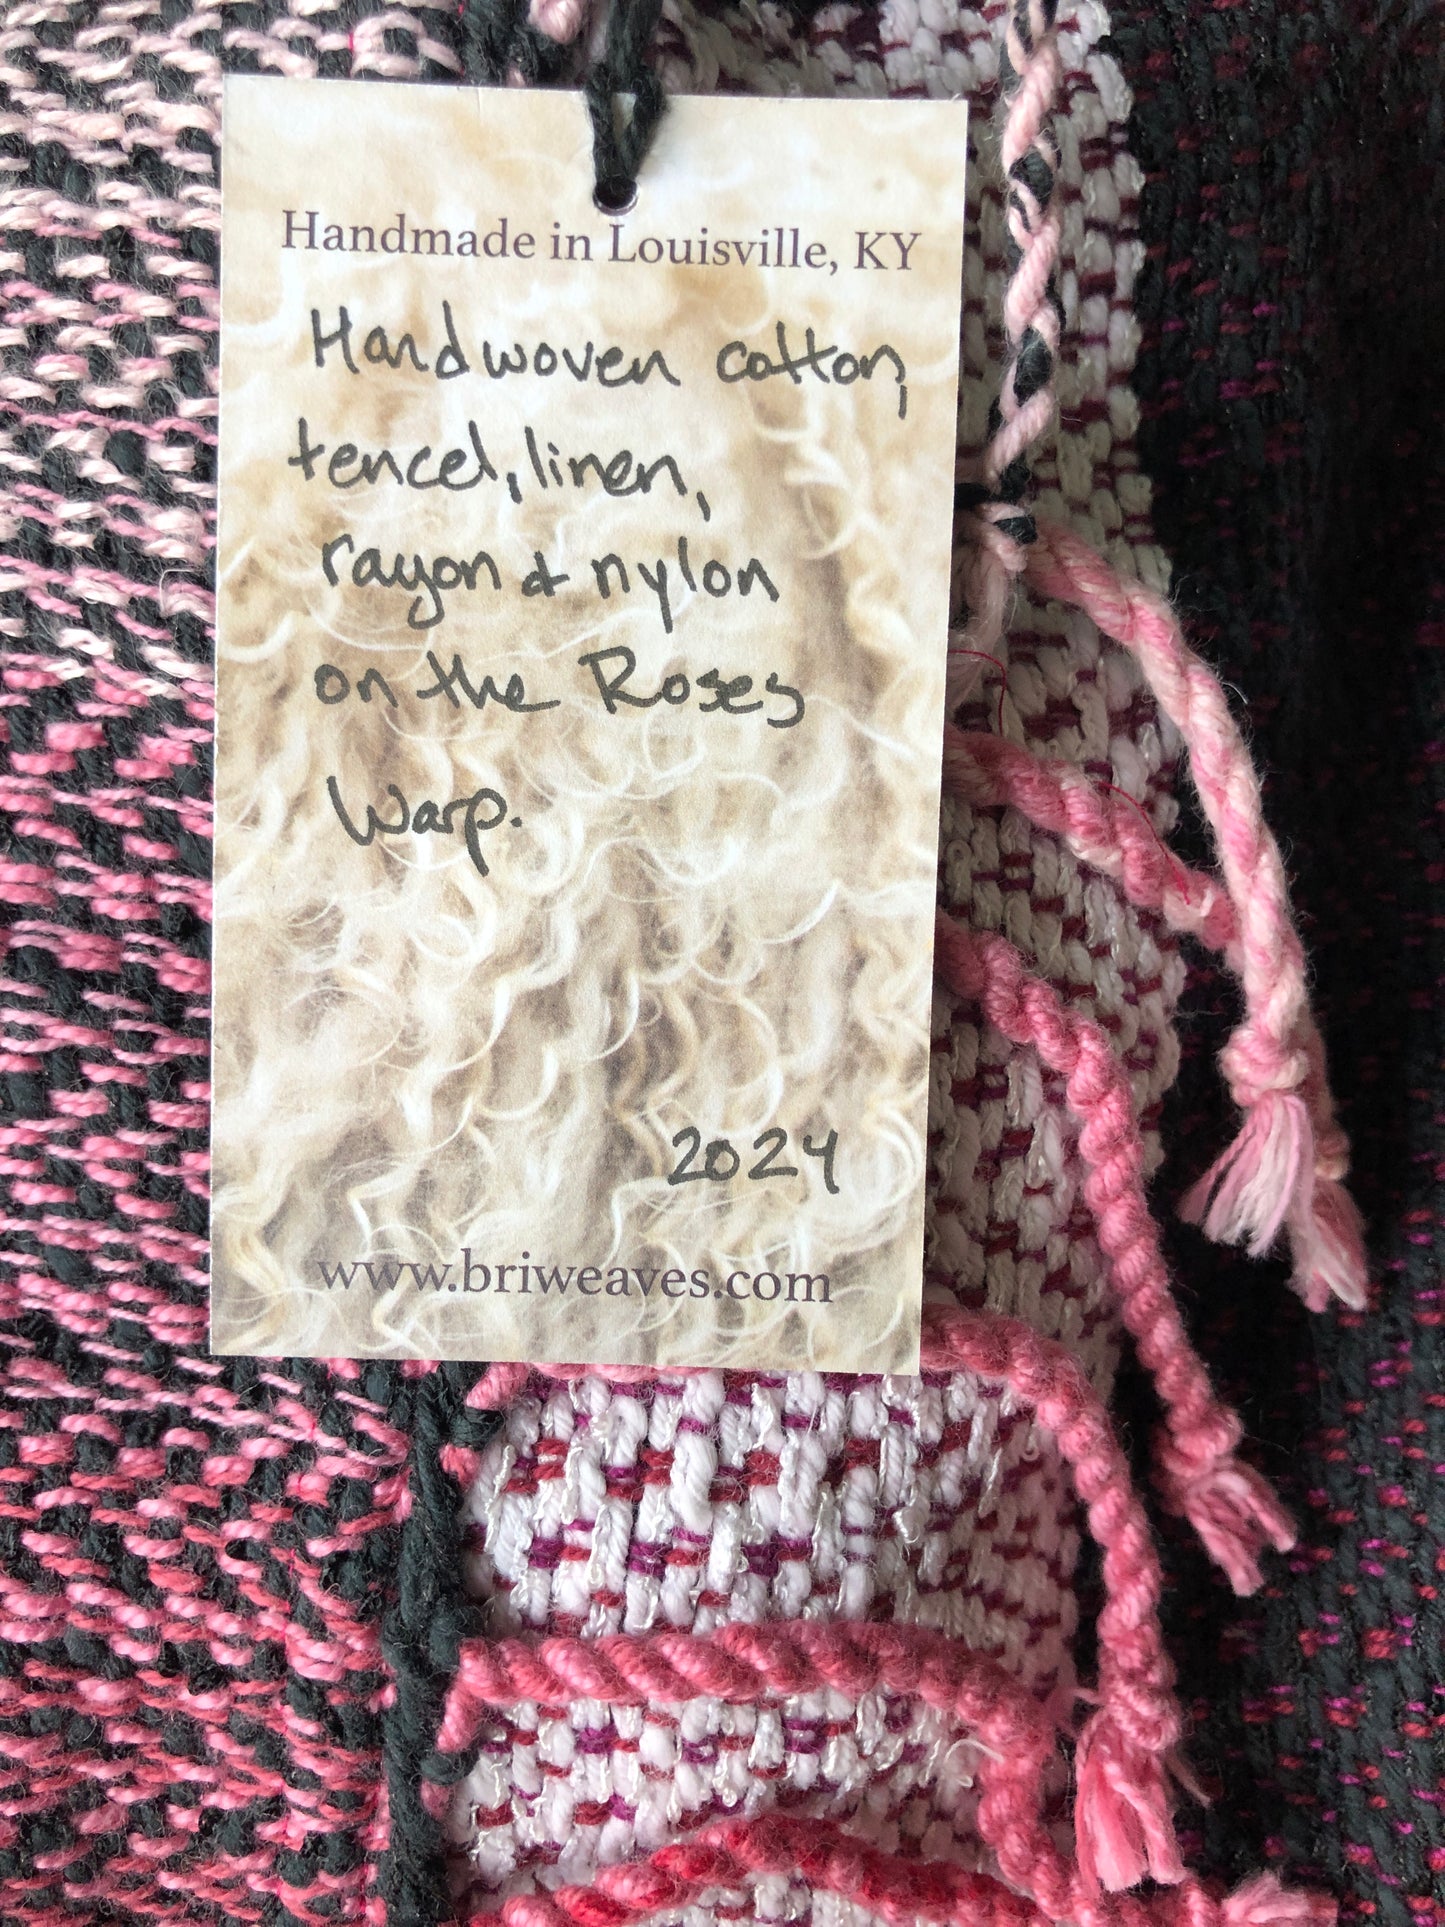 Handmade in Louisville, KY
Handwoven cotton,
tencel, linen,
rayon & nylon
on the Roses
Warp.
2024
www.briweaves.com